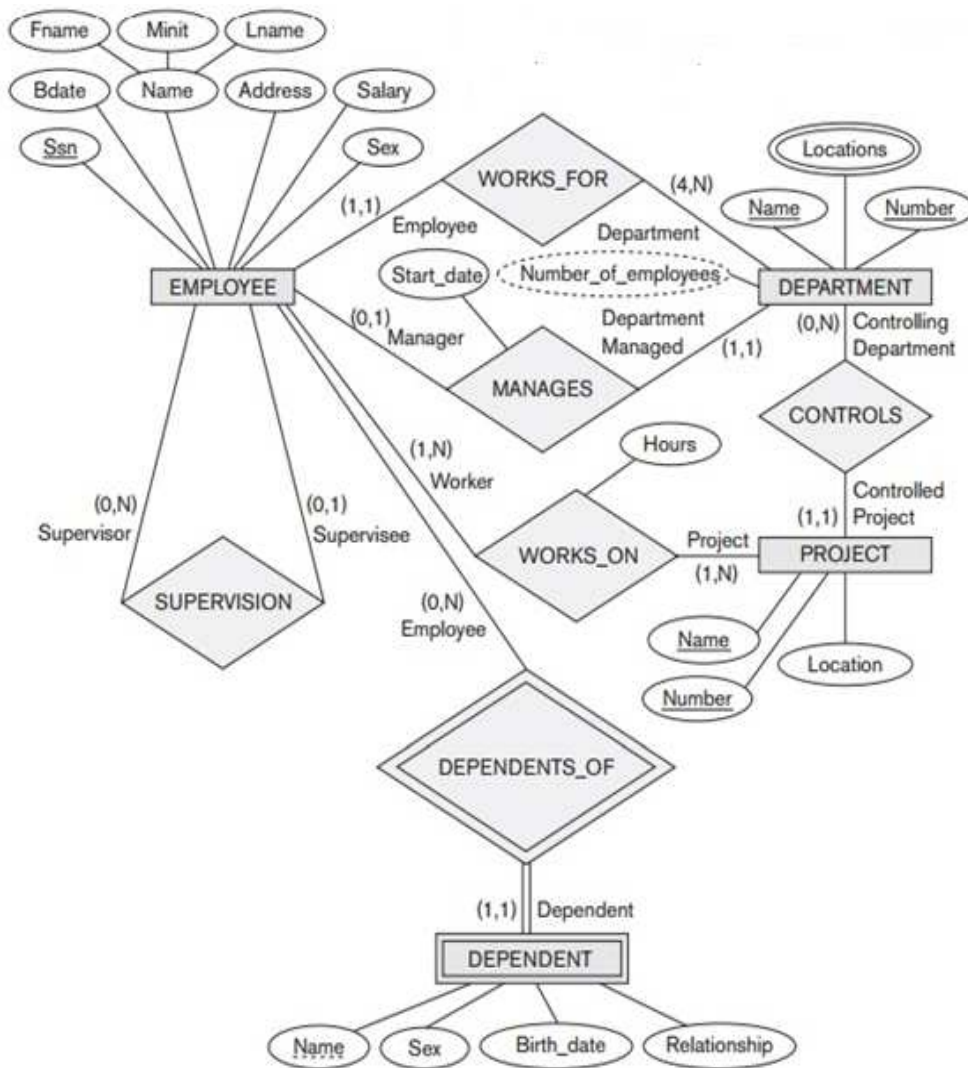 Fname
Minit
Lname
Bdate
Name
Address
Salary
Ssn
Sex
WORKS_FOR
Locations
(1,1)
(4,N)
Name
Number
Employee
Department
Start_date
Number_of_employees
EMPLOYEE
DEPARTMENT
(0,1)
Manager
Department
Managed
(1,1)
(0,N)
Controlling
Department
MANAGES
CONTROLS
Hours
(1,N)
Worker
(0,N)
Supervisor
(0,1)
Supervisee
Controlled
Project
(1,1)
Project
(1,N)
WORKS_ON
PROJECT
SUPERVISION
(0,N)
Employee
Name
Location
Number
DEPENDENTS_OF
(1,1)
Dependent
DEPENDENT
Name
Sex
Birth_date
Relationship